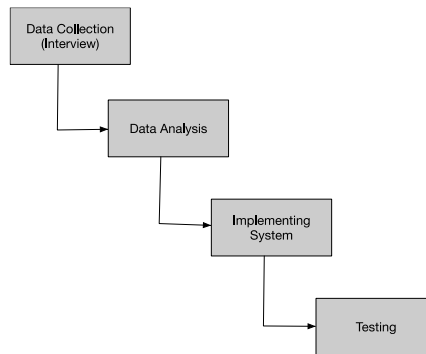 Data Collection
(Interview)
Data Analysis
Implementing
System
Testing